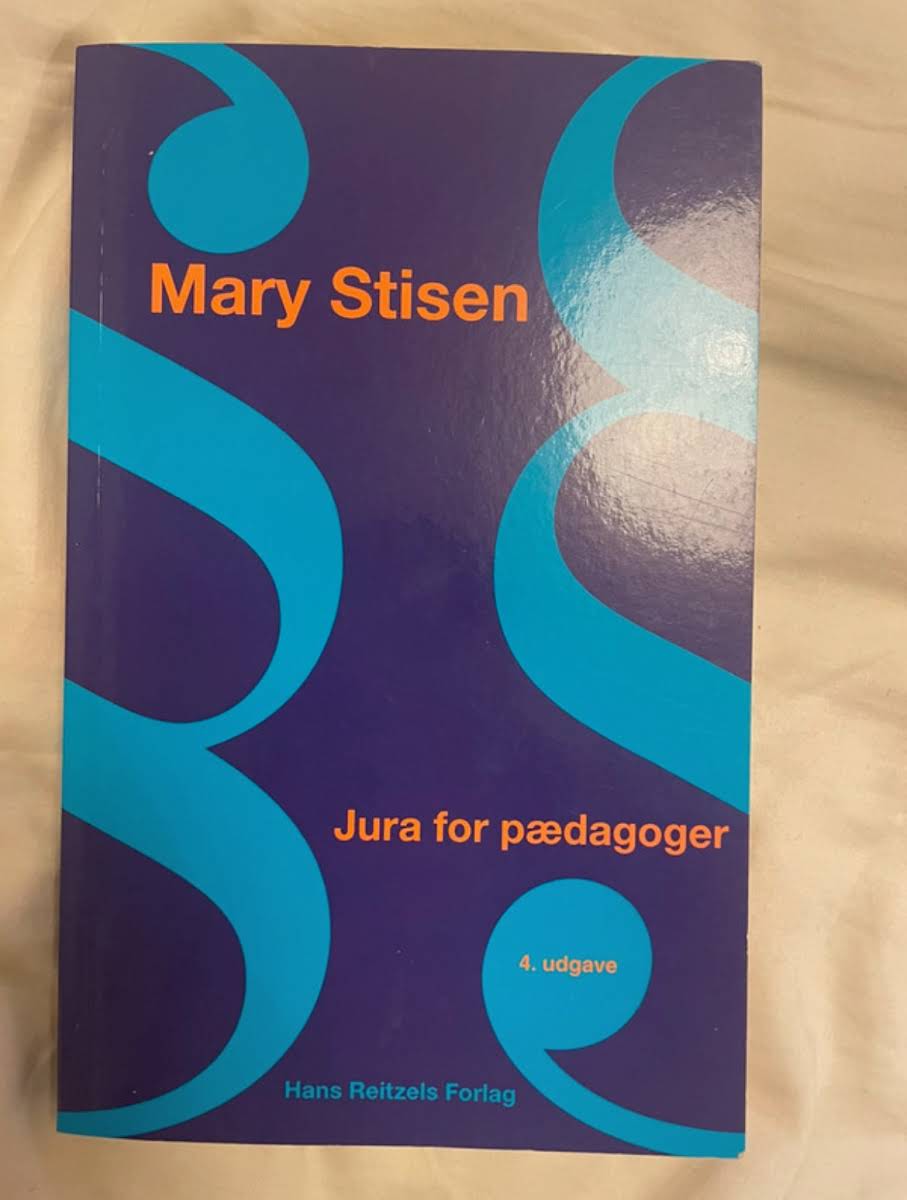 Mary Stisen
Jura for pædagoger
4. udgave
Hans Reitzels Forlag